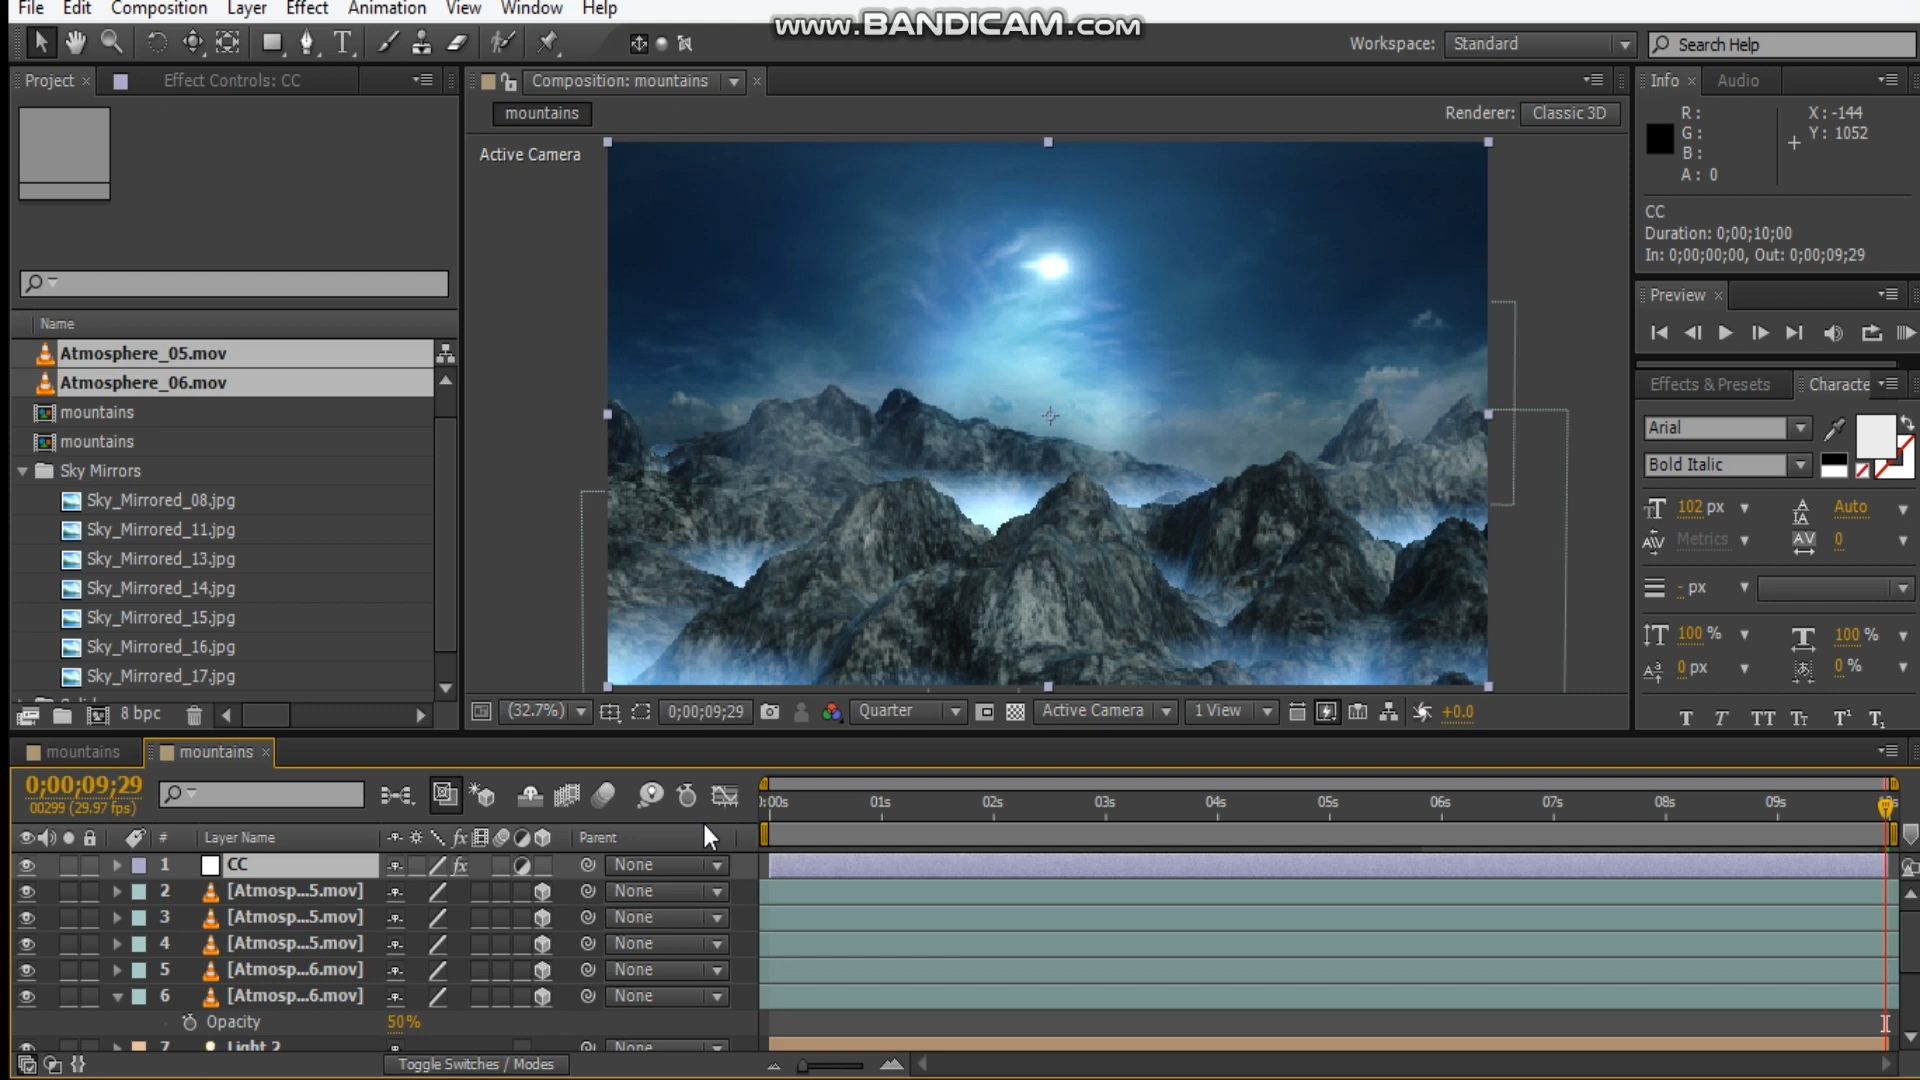 File Edit Composition Layer Effect Animation View Window Help
www.BANDICAM.com
Workspace: Standard
Search Help
Project
Effect Controls: CC
Composition: mountains
Info
Audio
mountains
Renderer: Classic 3D
Active Camera
R:
G:
B:
A: 0
X: -144
Y: 1052
CC
Duration: 0;00;10;00
In: 0;00;00;00, Out: 0;00;09;29
Name
Atmosphere_05.mov
Atmosphere_06.mov
mountains
mountains
Sky Mirrors
Sky_Mirrored_08.jpg
Sky_Mirrored_11.jpg
Sky_Mirrored_13.jpg
Sky_Mirrored_14.jpg
Sky_Mirrored_15.jpg
Sky_Mirrored_16.jpg
Sky_Mirrored_17.jpg
8 bpc
Preview
Effects & Presets
Characte
Arial
Bold Italic
102 px
Auto
Metrics
0
- px
100 %
100 %
0 px
0 %
T T TT Tt T¹ T₁
(32.7%)
0;00;09;29
Quarter
Active Camera
1 View
+0.0
mountains
mountains
0;00;09;29
00299 (29.97 fps)
0:00s 01s 02s 03s 04s 05s 06s 07s 08s 09s
# Layer Name fx Parent
1 CC fx None
2 [Atmosp...5.mov] None
3 [Atmosp...5.mov] None
4 [Atmosp...5.mov] None
5 [Atmosp...6.mov] None
6 [Atmosp...6.mov] None
Opacity 50%
7 Light 2 None
Toggle Switches / Modes